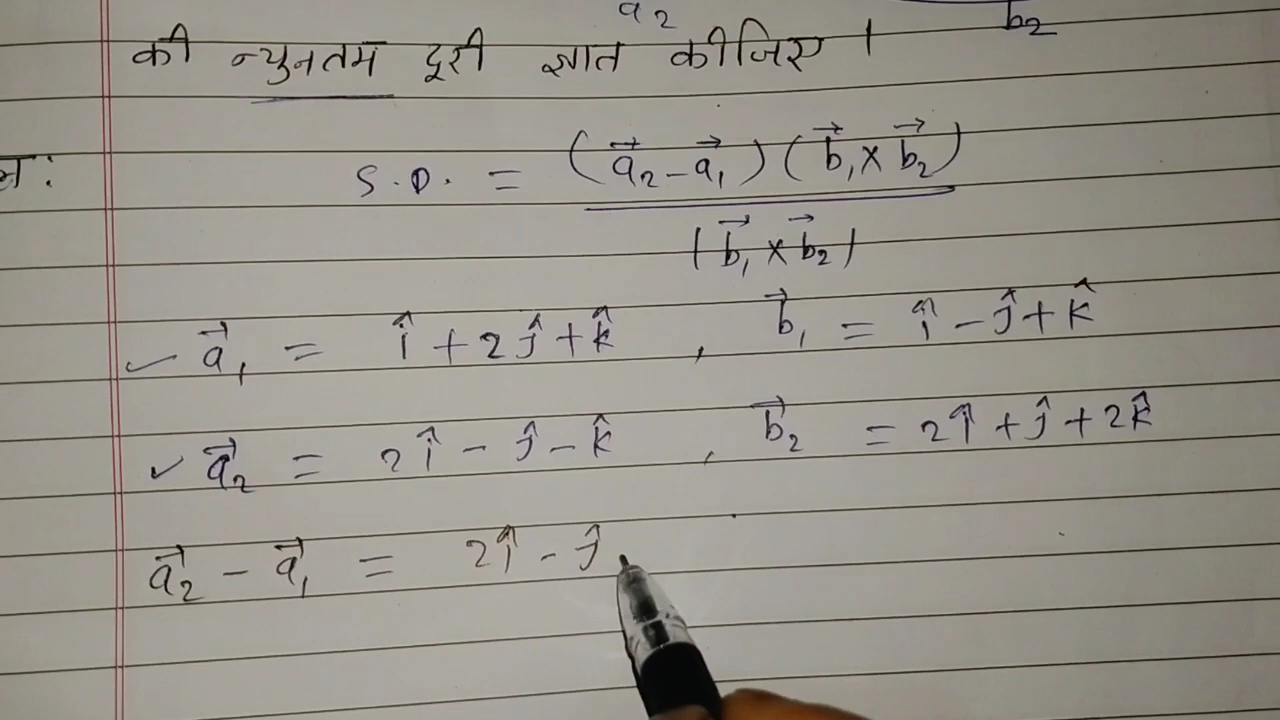 a₂ b₂
की न्युनतम दूरी ज्ञात कीजिए ।
S.D. = (a⃗₂ - a⃗₁) (b⃗₁ × b⃗₂)
|b⃗₁ × b⃗₂|
✓ a⃗₁ = î + 2ĵ + k̂ , b⃗₁ = î - ĵ + k̂
✓ a⃗₂ = 2î - ĵ - k̂ , b⃗₂ = 2î + ĵ + 2k̂
a⃗₂ - a⃗₁ = 2î - ĵ